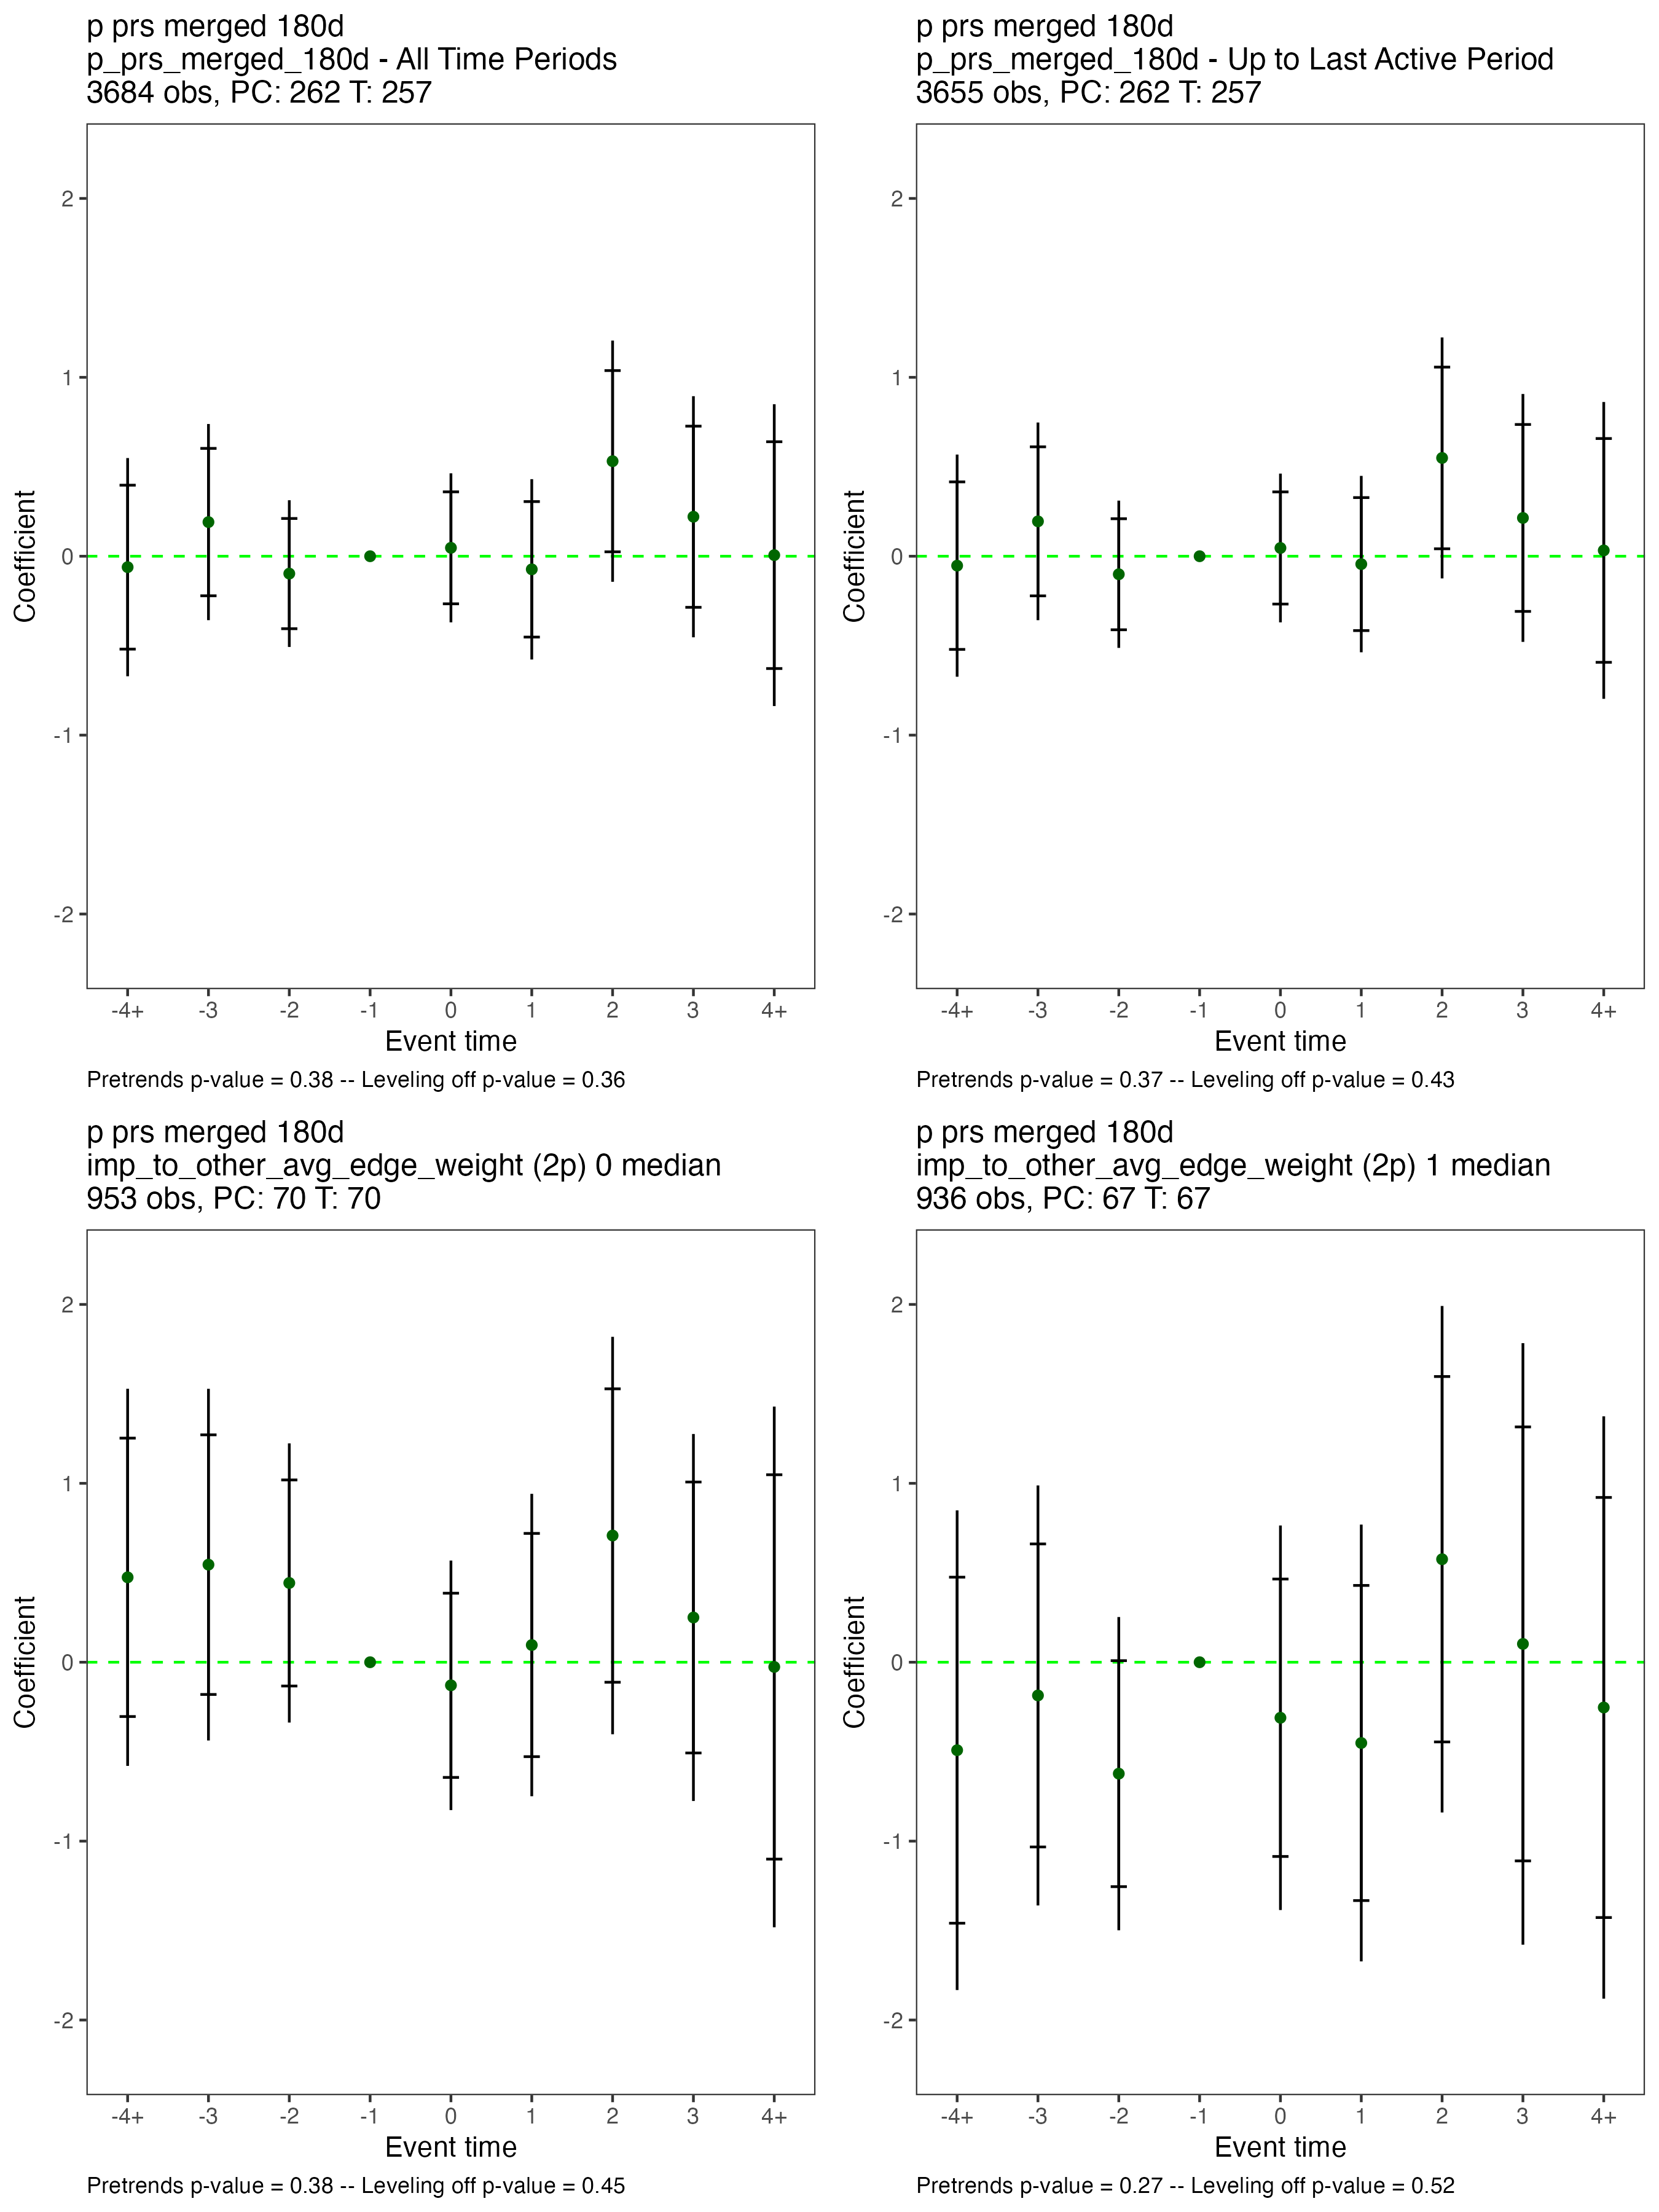 p prs merged 180d
p_prs_merged_180d - All Time Periods
3684 obs, PC: 262 T: 257
2
1
0
-1
-2
Coefficient
-4+ -3 -2 -1 0 1 2 3 4+
Event time
Pretrends p-value = 0.38 -- Leveling off p-value = 0.36
p prs merged 180d
p_prs_merged_180d - Up to Last Active Period
3655 obs, PC: 262 T: 257
2
1
0
-1
-2
Coefficient
-4+ -3 -2 -1 0 1 2 3 4+
Event time
Pretrends p-value = 0.37 -- Leveling off p-value = 0.43
p prs merged 180d
imp_to_other_avg_edge_weight (2p) 0 median
953 obs, PC: 70 T: 70
2
1
0
-1
-2
Coefficient
-4+ -3 -2 -1 0 1 2 3 4+
Event time
Pretrends p-value = 0.38 -- Leveling off p-value = 0.45
p prs merged 180d
imp_to_other_avg_edge_weight (2p) 1 median
936 obs, PC: 67 T: 67
2
1
0
-1
-2
Coefficient
-4+ -3 -2 -1 0 1 2 3 4+
Event time
Pretrends p-value = 0.27 -- Leveling off p-value = 0.52